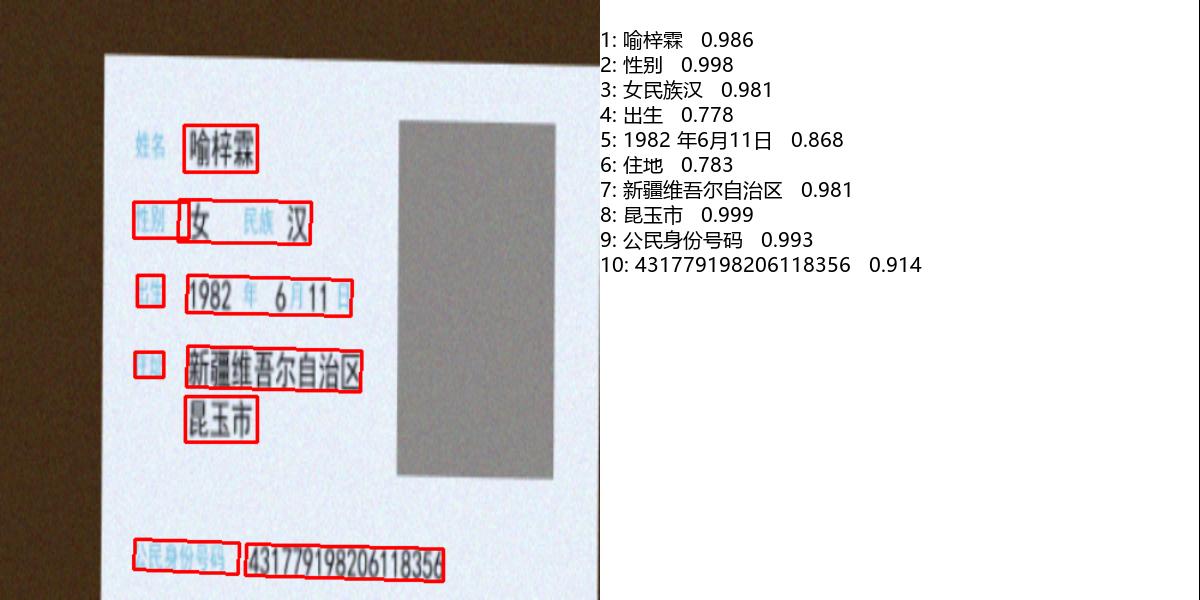 姓名 喻梓霖
性别 女 民族 汉
出生 1982 年 6 月 11 日
新疆维吾尔自治区
昆玉市
公民身份号码 431779198206118356
1: 喻梓霖 0.986
2: 性别 0.998
3: 女民族汉 0.981
4: 出生 0.778
5: 1982 年6月11日 0.868
6: 住地 0.783
7: 新疆维吾尔自治区 0.981
8: 昆玉市 0.999
9: 公民身份号码 0.993
10: 431779198206118356 0.914